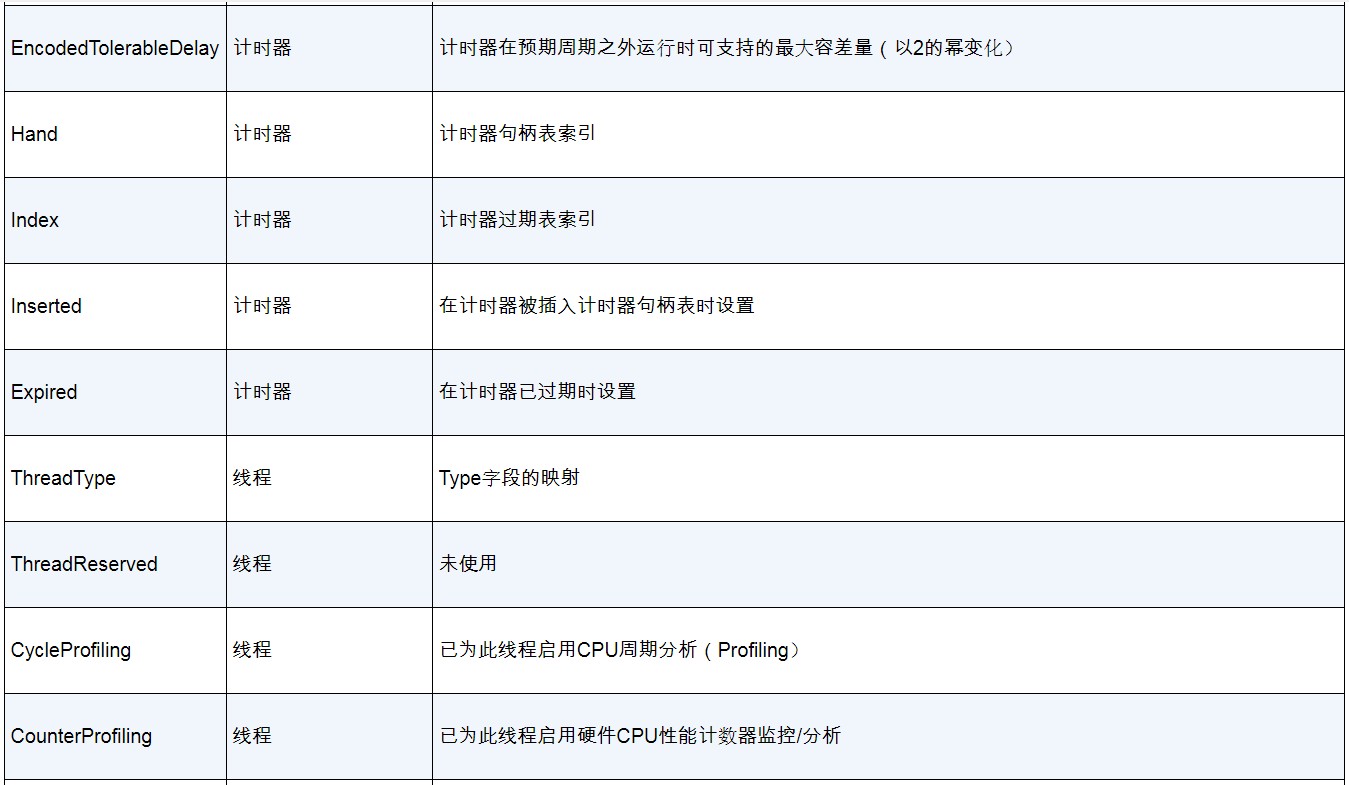 EncodedTolerableDelay 计时器 计时器在预期周期之外运行时可支持的最大容差量（以2的幂变化）
Hand 计时器 计时器句柄表索引
Index 计时器 计时器过期表索引
Inserted 计时器 在计时器被插入计时器句柄表时设置
Expired 计时器 在计时器已过期时设置
ThreadType 线程 Type字段的映射
ThreadReserved 线程 未使用
CycleProfiling 线程 已为此线程启用CPU周期分析（Profiling）
CounterProfiling 线程 已为此线程启用硬件CPU性能计数器监控/分析